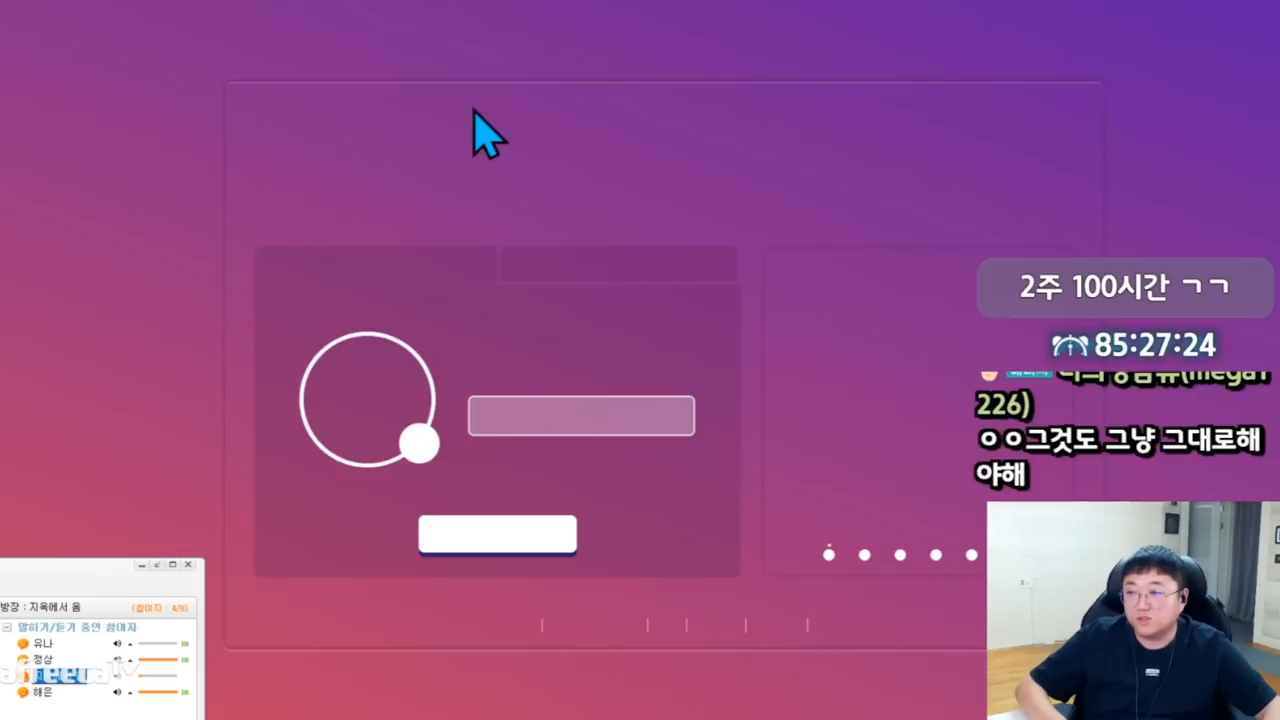 2주 100시간 ㄱㄱ
85:27:24
226)
ㅇㅇ그것도 그냥 그대로해
야해
방장 : 지옥에서 옴
(참여자 : 4/8)
말하기/듣기 중인 참여자
유나
정상
해은
afreecaTV